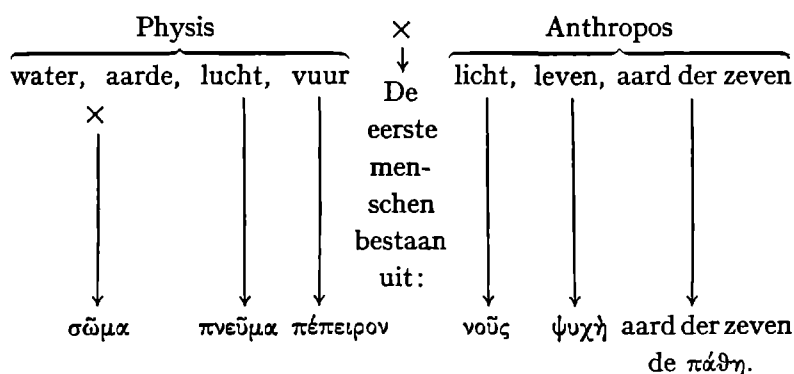 Physis × Anthropos
water, aarde, lucht, vuur licht, leven, aard der zeven
×
De
eerste
men-
schen
bestaan
uit:
σῶμα πνεῦμα πέπειρον νοῦς ψυχὴ aard der zeven
de πάθη.